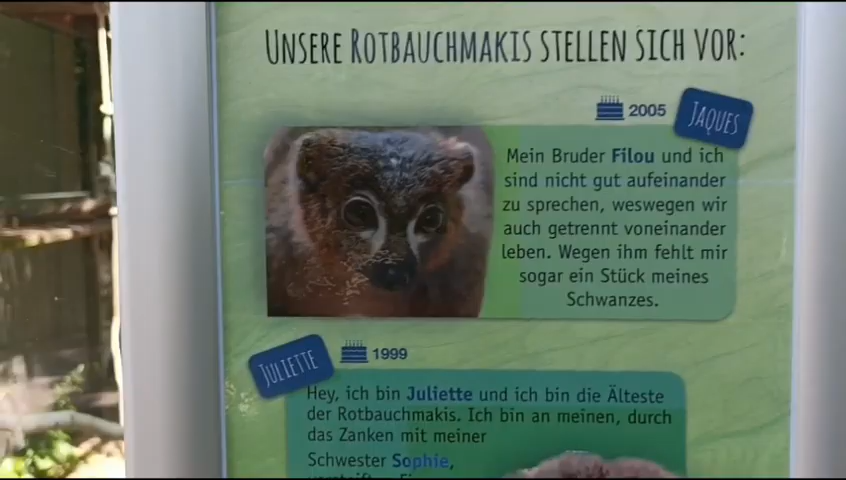 UNSERE ROTBAUCHMAKIS STELLEN SICH VOR:
2005
JAQUES
Mein Bruder Filou und ich
sind nicht gut aufeinander
zu sprechen, weswegen wir
auch getrennt voneinander
leben. Wegen ihm fehlt mir
sogar ein Stück meines
Schwanzes.
JULIETTE
1999
Hey, ich bin Juliette und ich bin die Älteste
der Rotbauchmakis. Ich bin an meinen, durch
das Zanken mit meiner
Schwester Sophie,